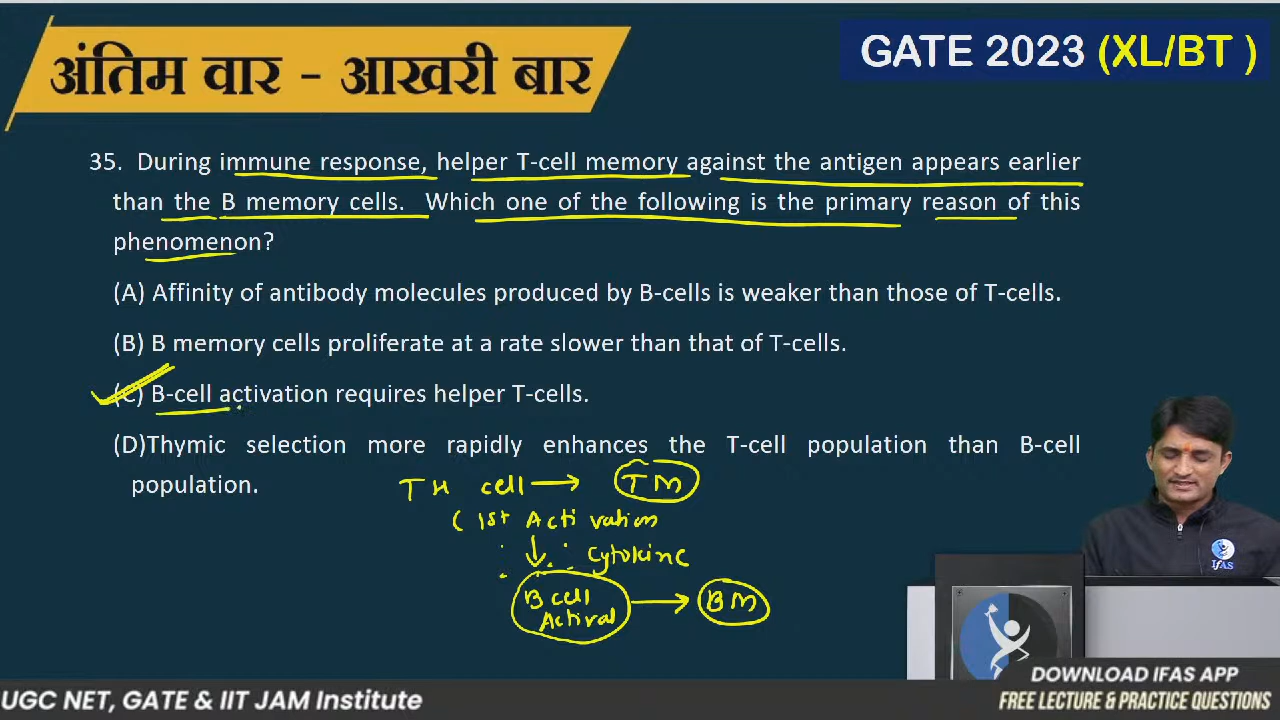 अंतिम वार - आखरी बार
GATE 2023 (XL/BT )
35. During immune response, helper T-cell memory against the antigen appears earlier
than the B memory cells. Which one of the following is the primary reason of this
phenomenon?
(A) Affinity of antibody molecules produced by B-cells is weaker than those of T-cells.
(B) B memory cells proliferate at a rate slower than that of T-cells.
(C) B-cell activation requires helper T-cells.
(D)Thymic selection more rapidly enhances the T-cell population than B-cell
population.
TH cell → TM
( 1st Activation
↓ Cytokine
B cell → BM
Activat
IFAS
DOWNLOAD IFAS APP
UGC NET, GATE & IIT JAM Institute
FREE LECTURE & PRACTICE QUESTIONS